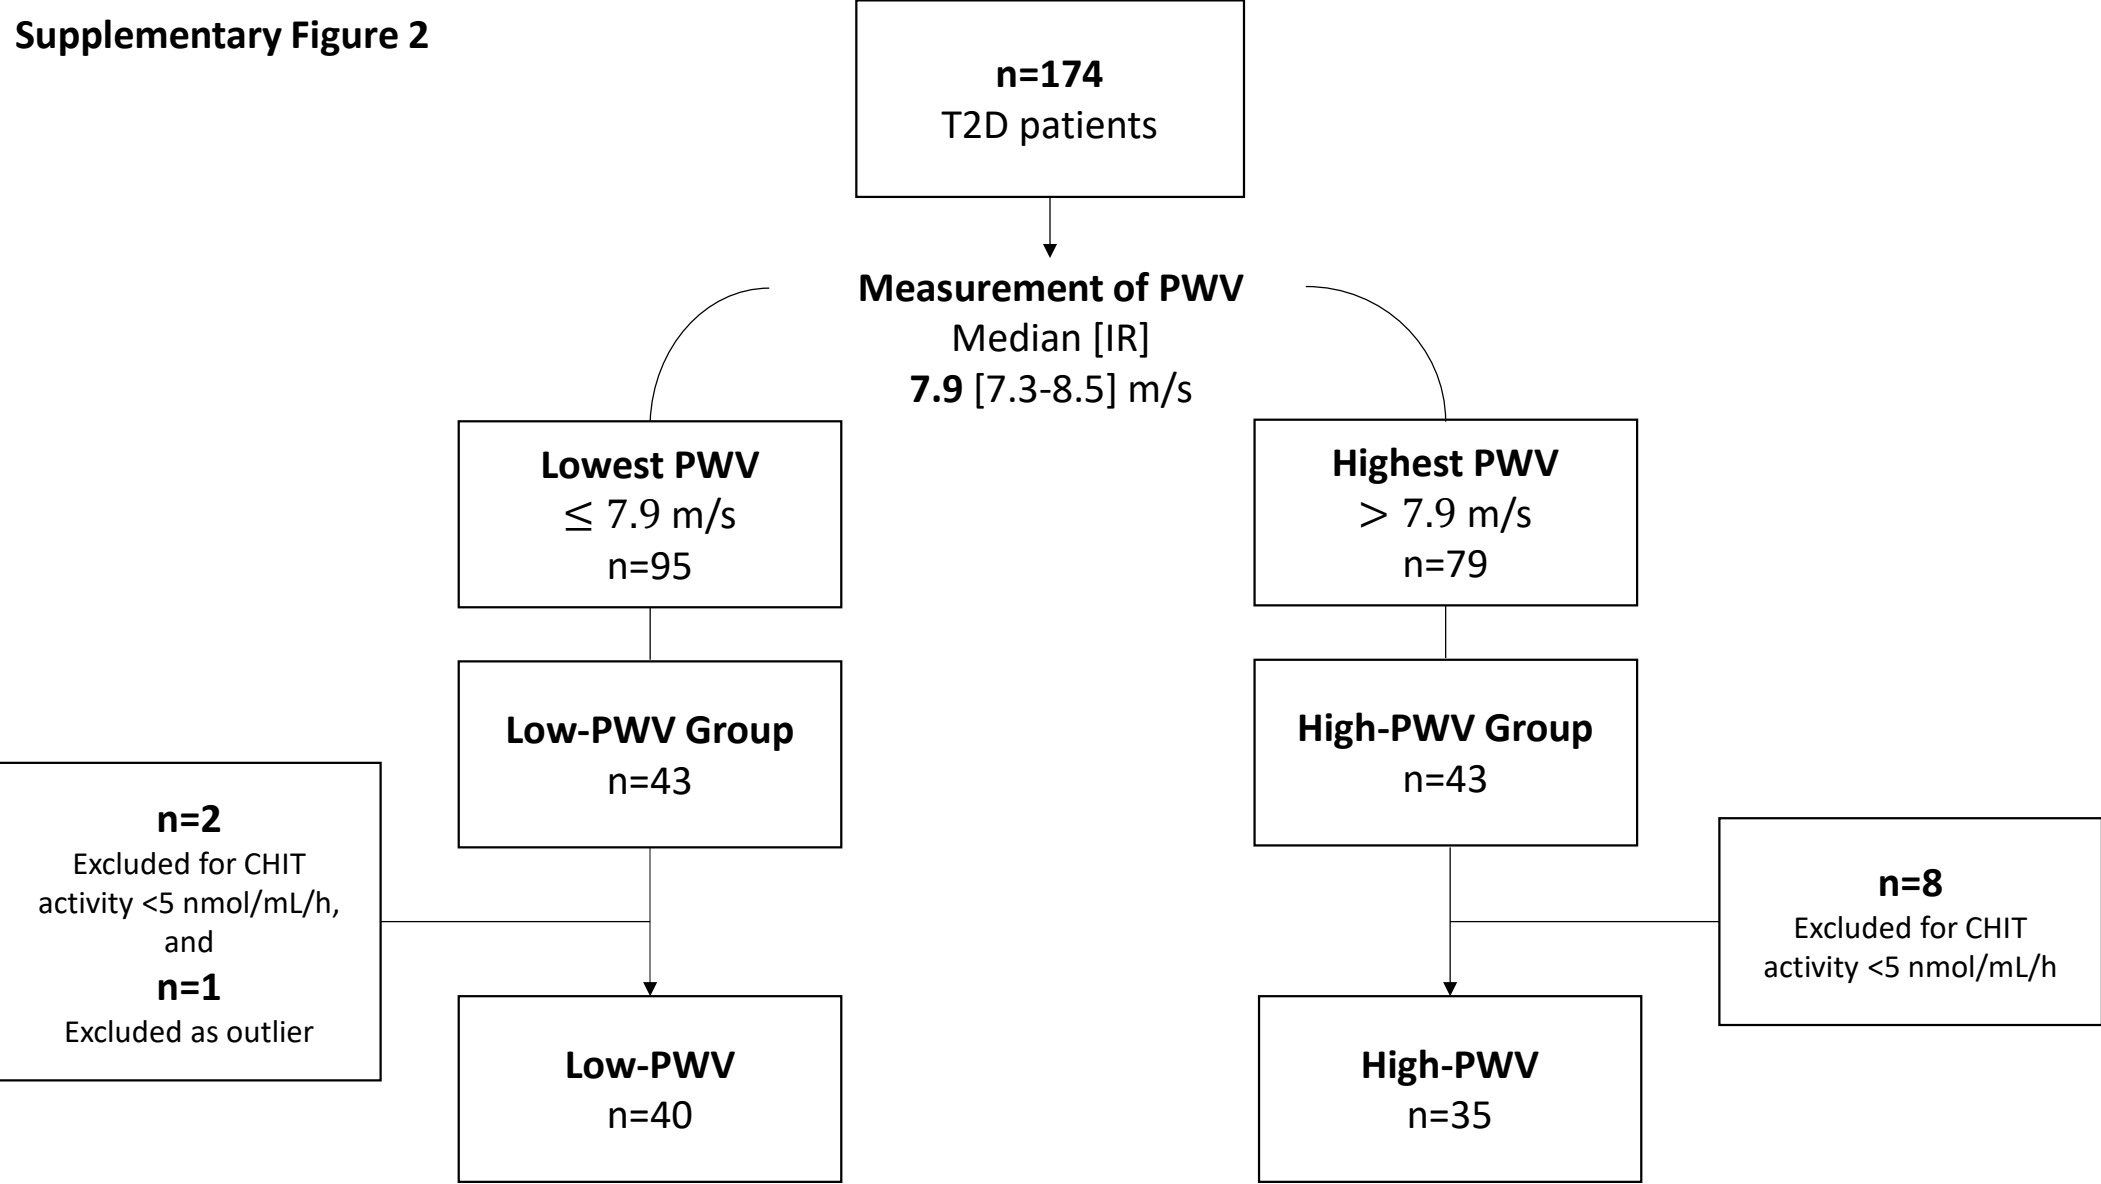 Supplementary Figure 2
n=174
T2D patients
Measurement of PWV
Median [IR]
7.9 [7.3-8.5] m/s
Lowest PWV
≤ 7.9 m/s
n=95
Highest PWV
> 7.9 m/s
n=79
Low-PWV Group
n=43
High-PWV Group
n=43
n=2
Excluded for CHIT
activity <5 nmol/mL/h,
and
n=1
Excluded as outlier
n=8
Excluded for CHIT
activity <5 nmol/mL/h
Low-PWV
n=40
High-PWV
n=35